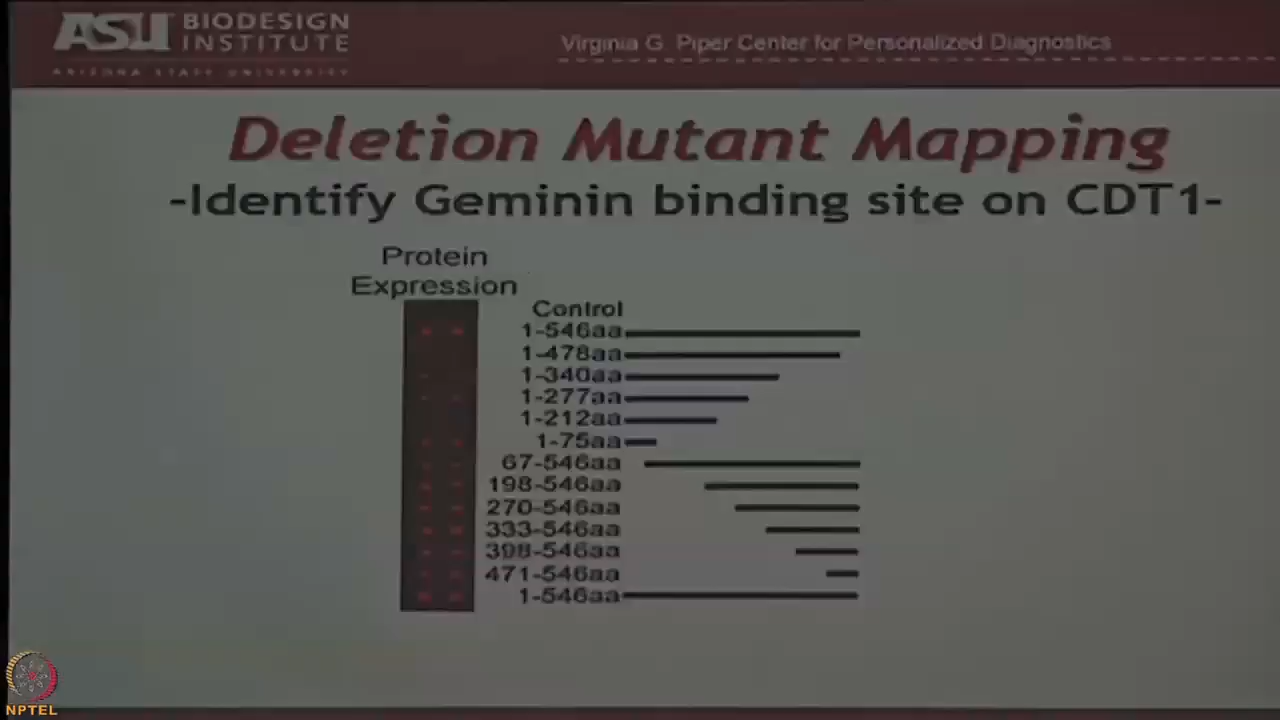 ASU BIODESIGN INSTITUTE
ARIZONA STATE UNIVERSITY
Virginia G. Piper Center for Personalized Diagnostics
Deletion Mutant Mapping
-Identify Geminin binding site on CDT1-
Protein
Expression
Control
1-546aa
1-478aa
1-340aa
1-277aa
1-212aa
1-75aa
67-546aa
198-546aa
270-546aa
333-546aa
398-546aa
471-546aa
1-546aa
NPTEL